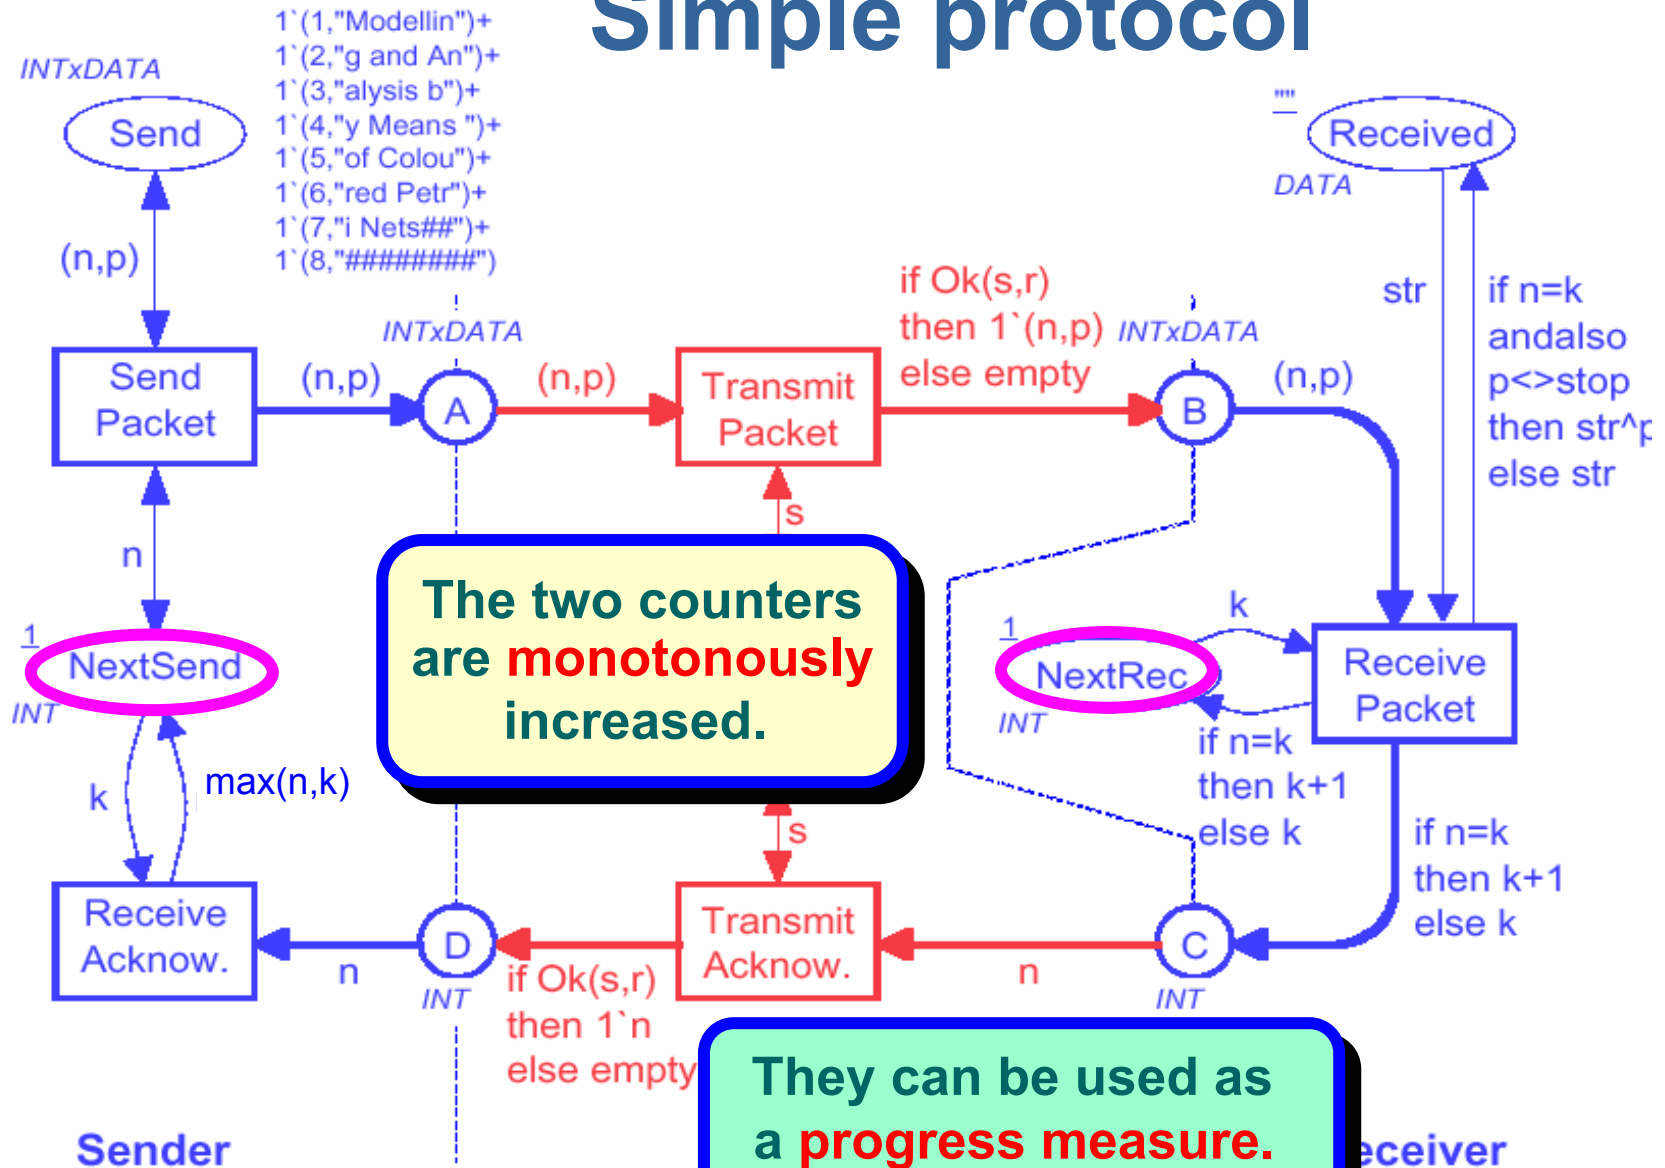 Simple protocol
1`(1,"Modellin")+
1`(2,"g and An")+
1`(3,"alysis b")+
1`(4,"y Means ")+
1`(5,"of Colou")+
1`(6,"red Petr")+
1`(7,"i Nets##")+
1`(8,"########")
INTxDATA
Send
(n,p)
Send
Packet
(n,p)
INTxDATA
A
(n,p)
Transmit
Packet
if Ok(s,r)
then 1`(n,p)
else empty
INTxDATA
B
(n,p)
""
Received
DATA
str
if n=k
andalso
p<>stop
then str^p
else str
n
s
The two counters
are monotonously
increased.
1
NextSend
INT
k
max(n,k)
1
NextRec
INT
k
if n=k
then k+1
else k
Receive
Packet
if n=k
then k+1
else k
s
Receive
Acknow.
n
D
INT
if Ok(s,r)
then 1`n
else empty
Transmit
Acknow.
n
C
INT
They can be used as
a progress measure.
Sender
eceiver